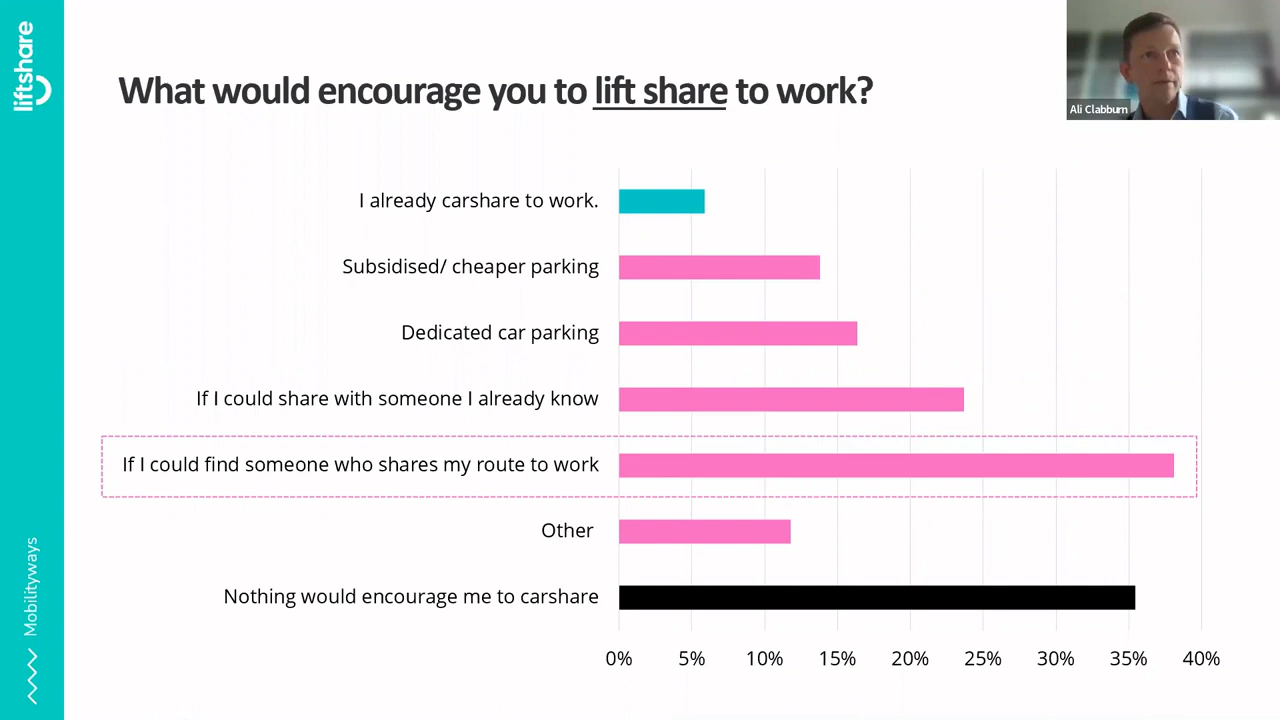 liftshare
What would encourage you to lift share to work?
Ali Clabburn
I already carshare to work.
Subsidised/ cheaper parking
Dedicated car parking
If I could share with someone I already know
If I could find someone who shares my route to work
Other
Nothing would encourage me to carshare
0% 5% 10% 15% 20% 25% 30% 35% 40%
Mobilityways